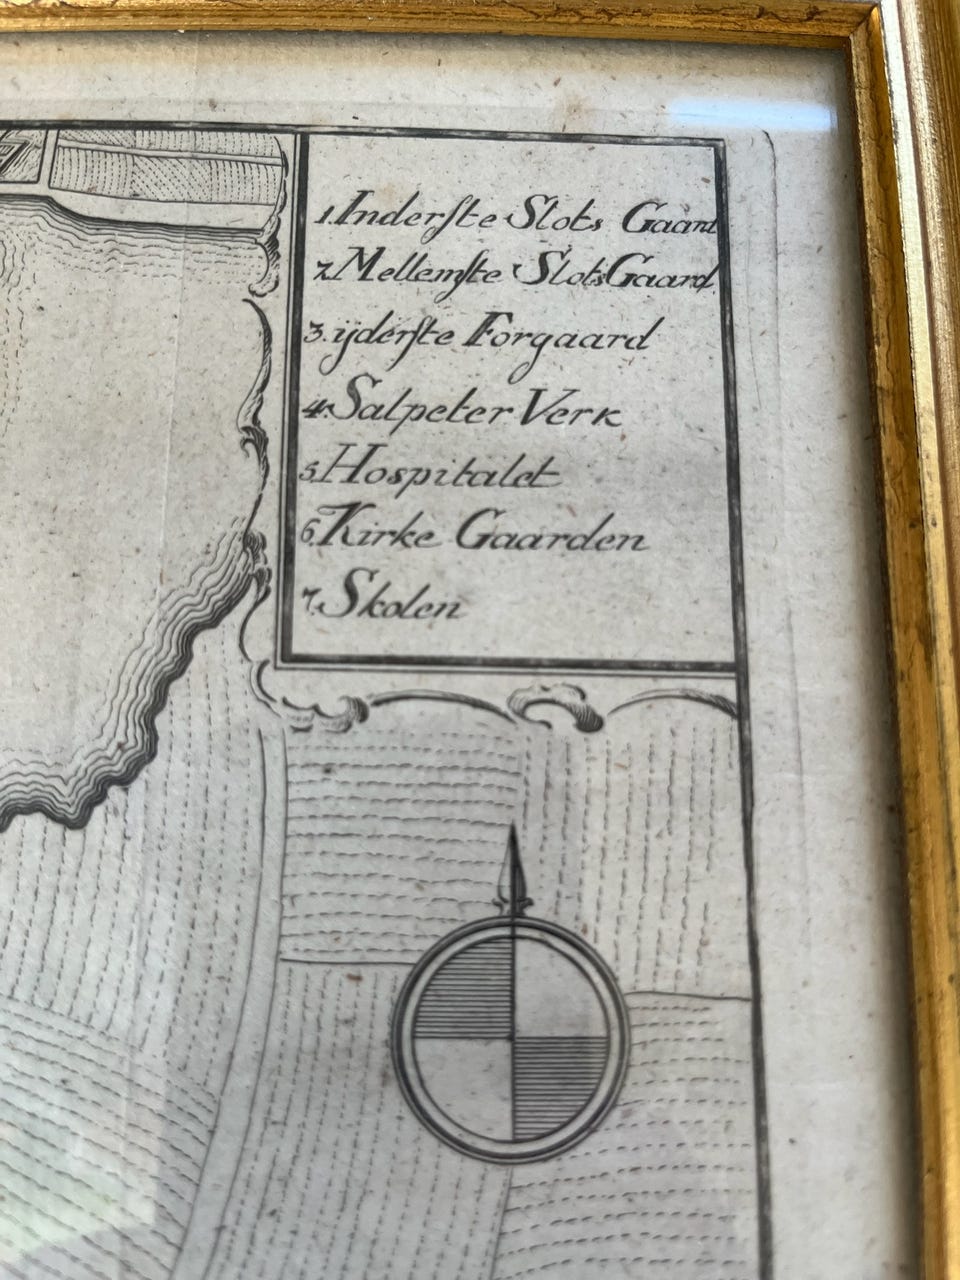 1. Inderſte Slots Gaard
2. Mellemſte Slots Gaard
3. ijderſte Forgaard
4. Salpeter Verk
5. Hospitalet
6. Kirke Gaarden
7. Skolen